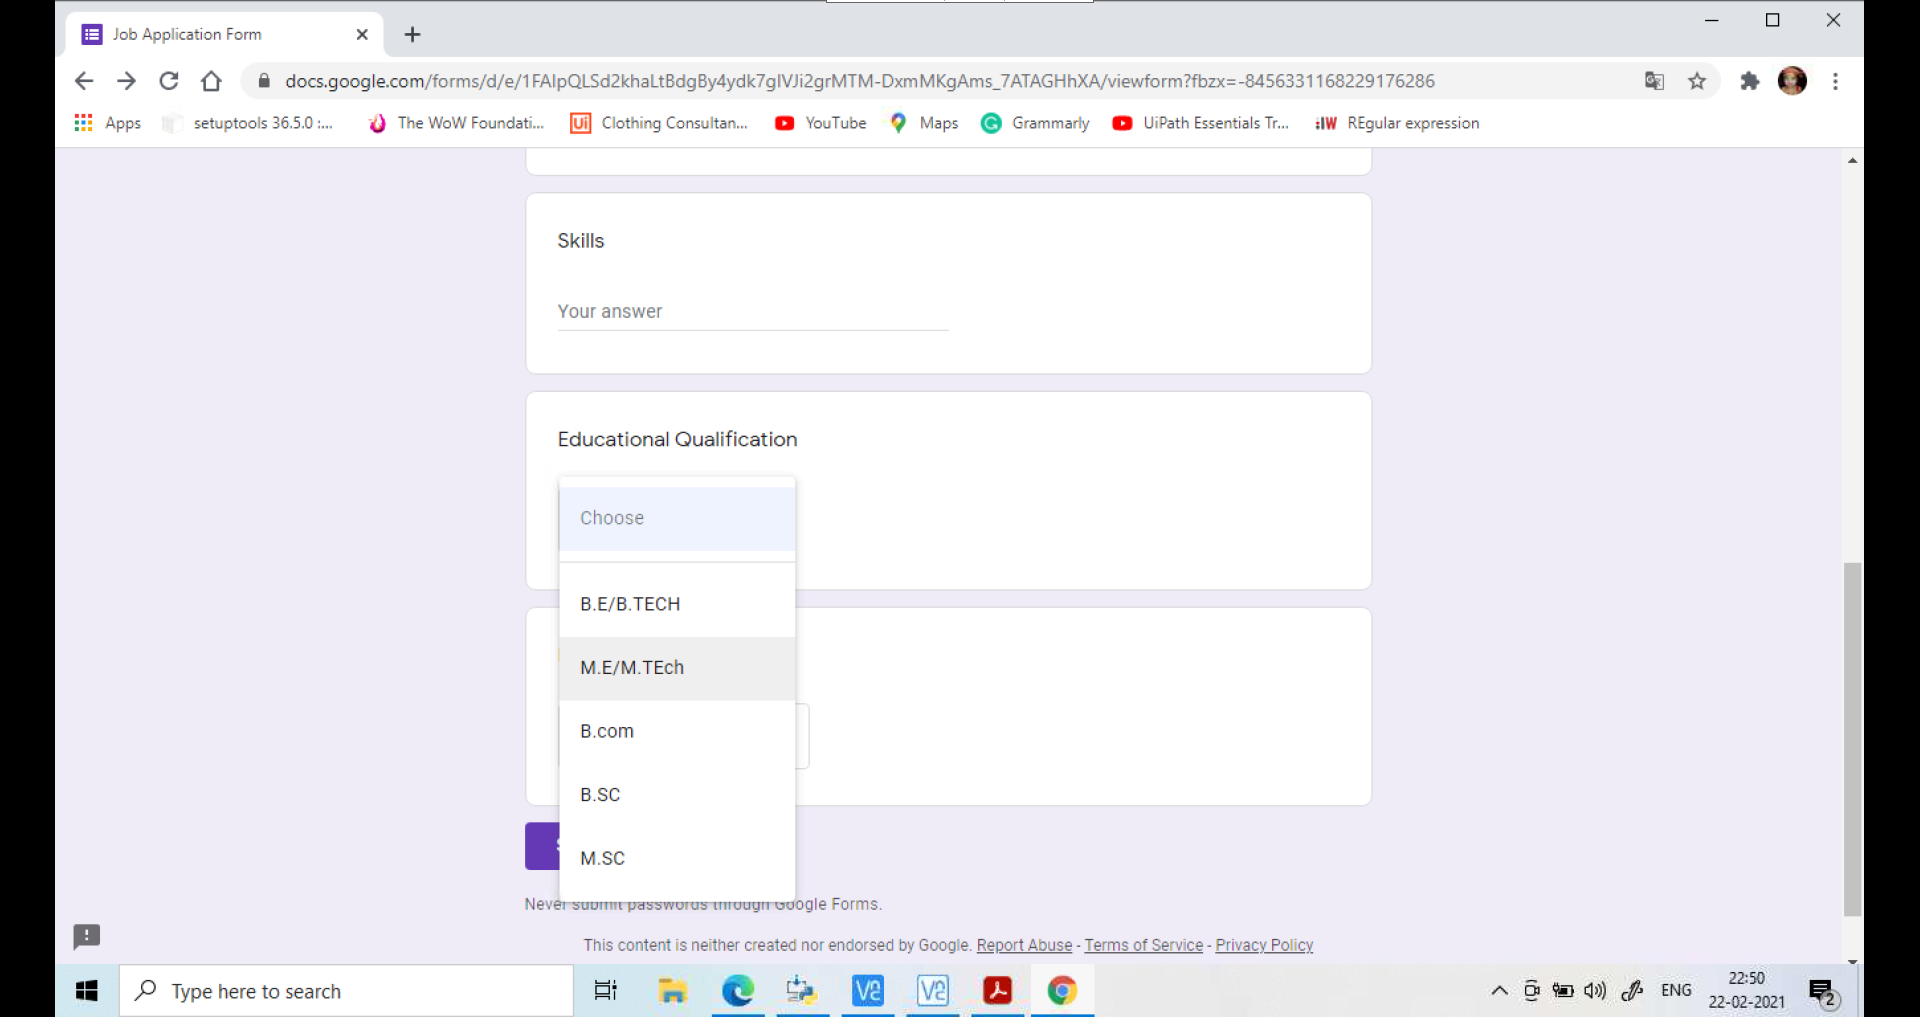 Job Application Form
docs.google.com/forms/d/e/1FAIpQLSd2khaLtBdgBy4ydk7glVJi2grMTM-DxmMKgAms_7ATAGHhXA/viewform?fbzx=-8456331168229176286
Apps setuptools 36.5.0 :... The WoW Foundati... Ui Clothing Consultan... YouTube Maps Grammarly UiPath Essentials Tr... REgular expression
Skills
Your answer
Educational Qualification
Choose
B.E/B.TECH
M.E/M.TEch
B.com
B.SC
M.SC
Never submit passwords through Google Forms.
This content is neither created nor endorsed by Google. Report Abuse - Terms of Service - Privacy Policy
Type here to search
ENG
22:50
22-02-2021
2